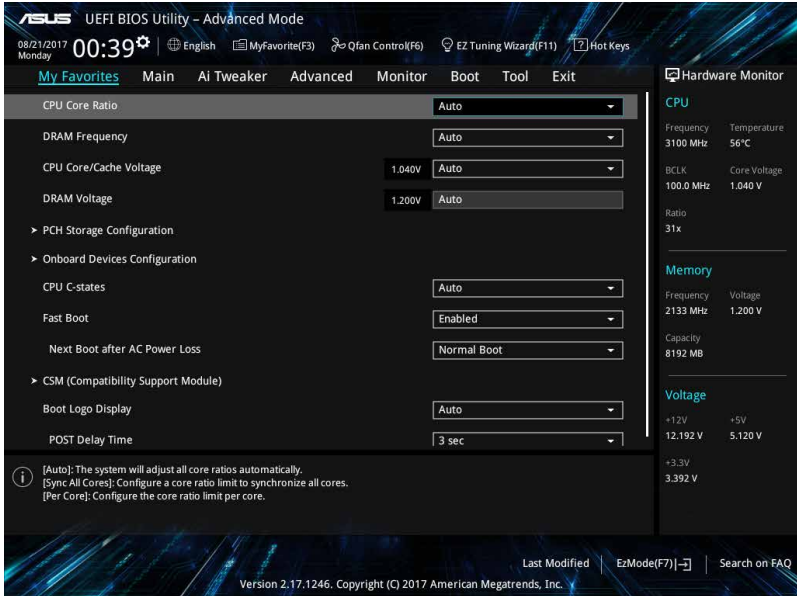 ASUS UEFI BIOS Utility – Advanced Mode
08/21/2017 Monday 00:39 English MyFavorite(F3) Qfan Control(F6) EZ Tuning Wizard(F11) ? Hot Keys
My Favorites Main Ai Tweaker Advanced Monitor Boot Tool Exit
CPU Core Ratio Auto
DRAM Frequency Auto
CPU Core/Cache Voltage 1.040V Auto
DRAM Voltage 1.200V Auto
> PCH Storage Configuration
> Onboard Devices Configuration
CPU C-states Auto
Fast Boot Enabled
Next Boot after AC Power Loss Normal Boot
> CSM (Compatibility Support Module)
Boot Logo Display Auto
POST Delay Time 3 sec
[Auto]: The system will adjust all core ratios automatically.
[Sync All Cores]: Configure a core ratio limit to synchronize all cores.
[Per Core]: Configure the core ratio limit per core.
Hardware Monitor
CPU
Frequency Temperature
3100 MHz 56°C
BCLK Core Voltage
100.0 MHz 1.040 V
Ratio
31x
Memory
Frequency Voltage
2133 MHz 1.200 V
Capacity
8192 MB
Voltage
+12V +5V
12.192 V 5.120 V
+3.3V
3.392 V
Last Modified EzMode(F7) Search on FAQ
Version 2.17.1246. Copyright (C) 2017 American Megatrends, Inc.